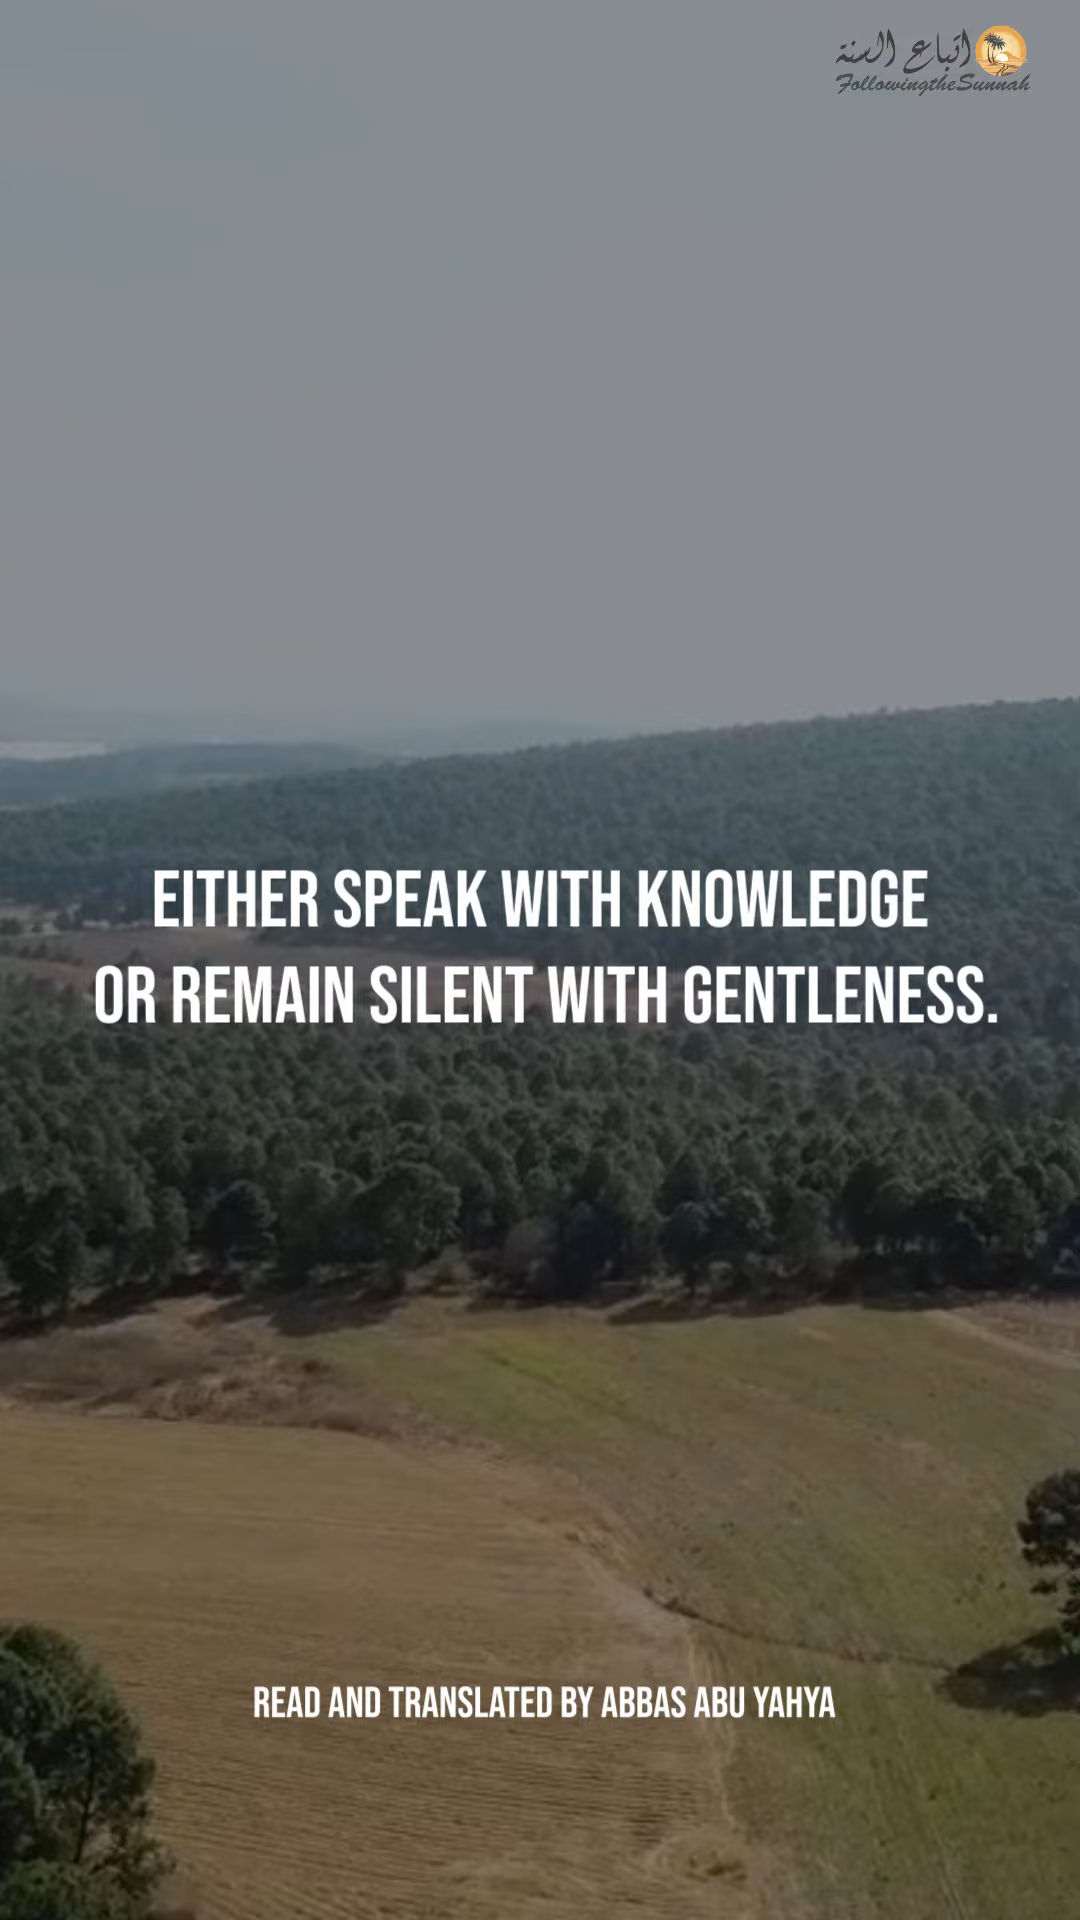 اتباع السنة
FollowingtheSunnah
EITHER SPEAK WITH KNOWLEDGE
OR REMAIN SILENT WITH GENTLENESS.
READ AND TRANSLATED BY ABBAS ABU YAHYA